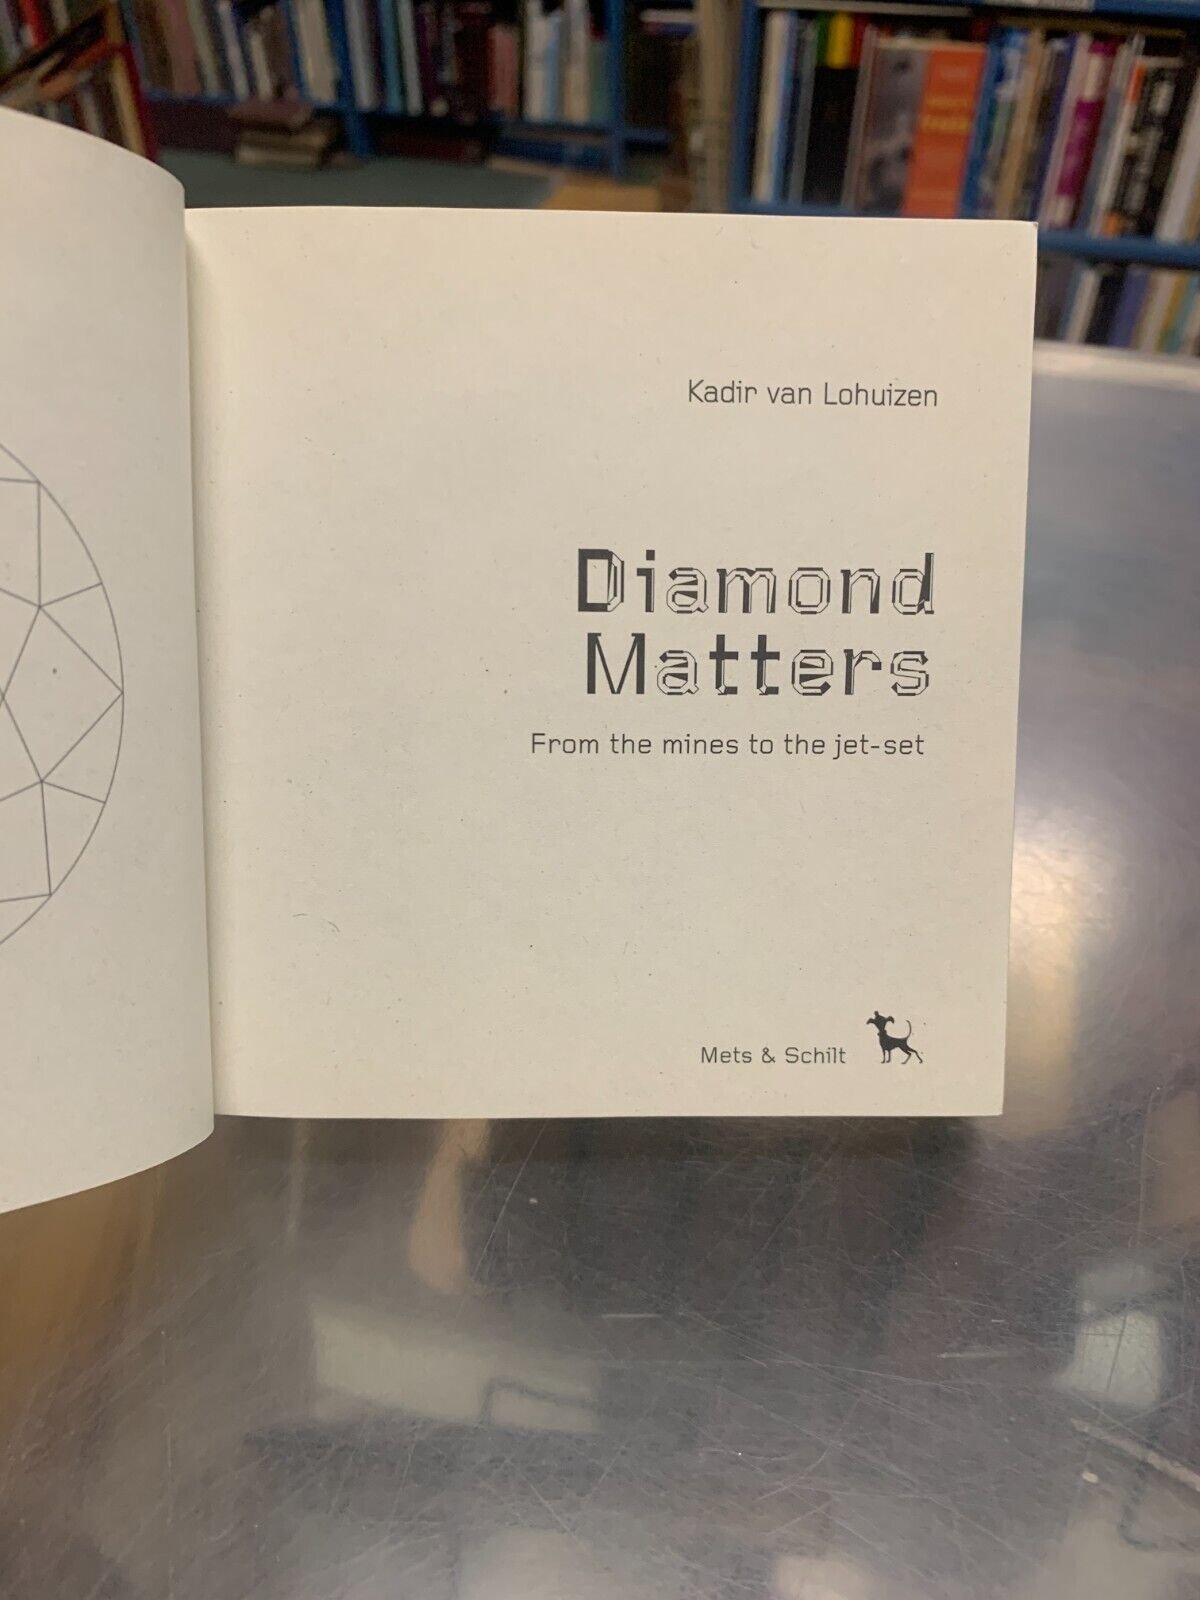 Kadir van Lohuizen
Diamond
Matters
From the mines to the jet-set
Mets & Schilt